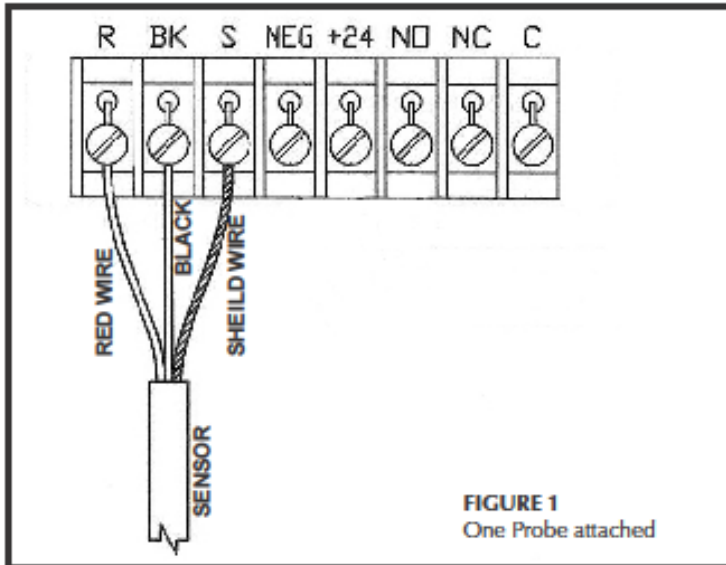 R BK S NEG +24 NO NC C
RED WIRE
BLACK
SHEILD WIRE
SENSOR
FIGURE 1
One Probe attached